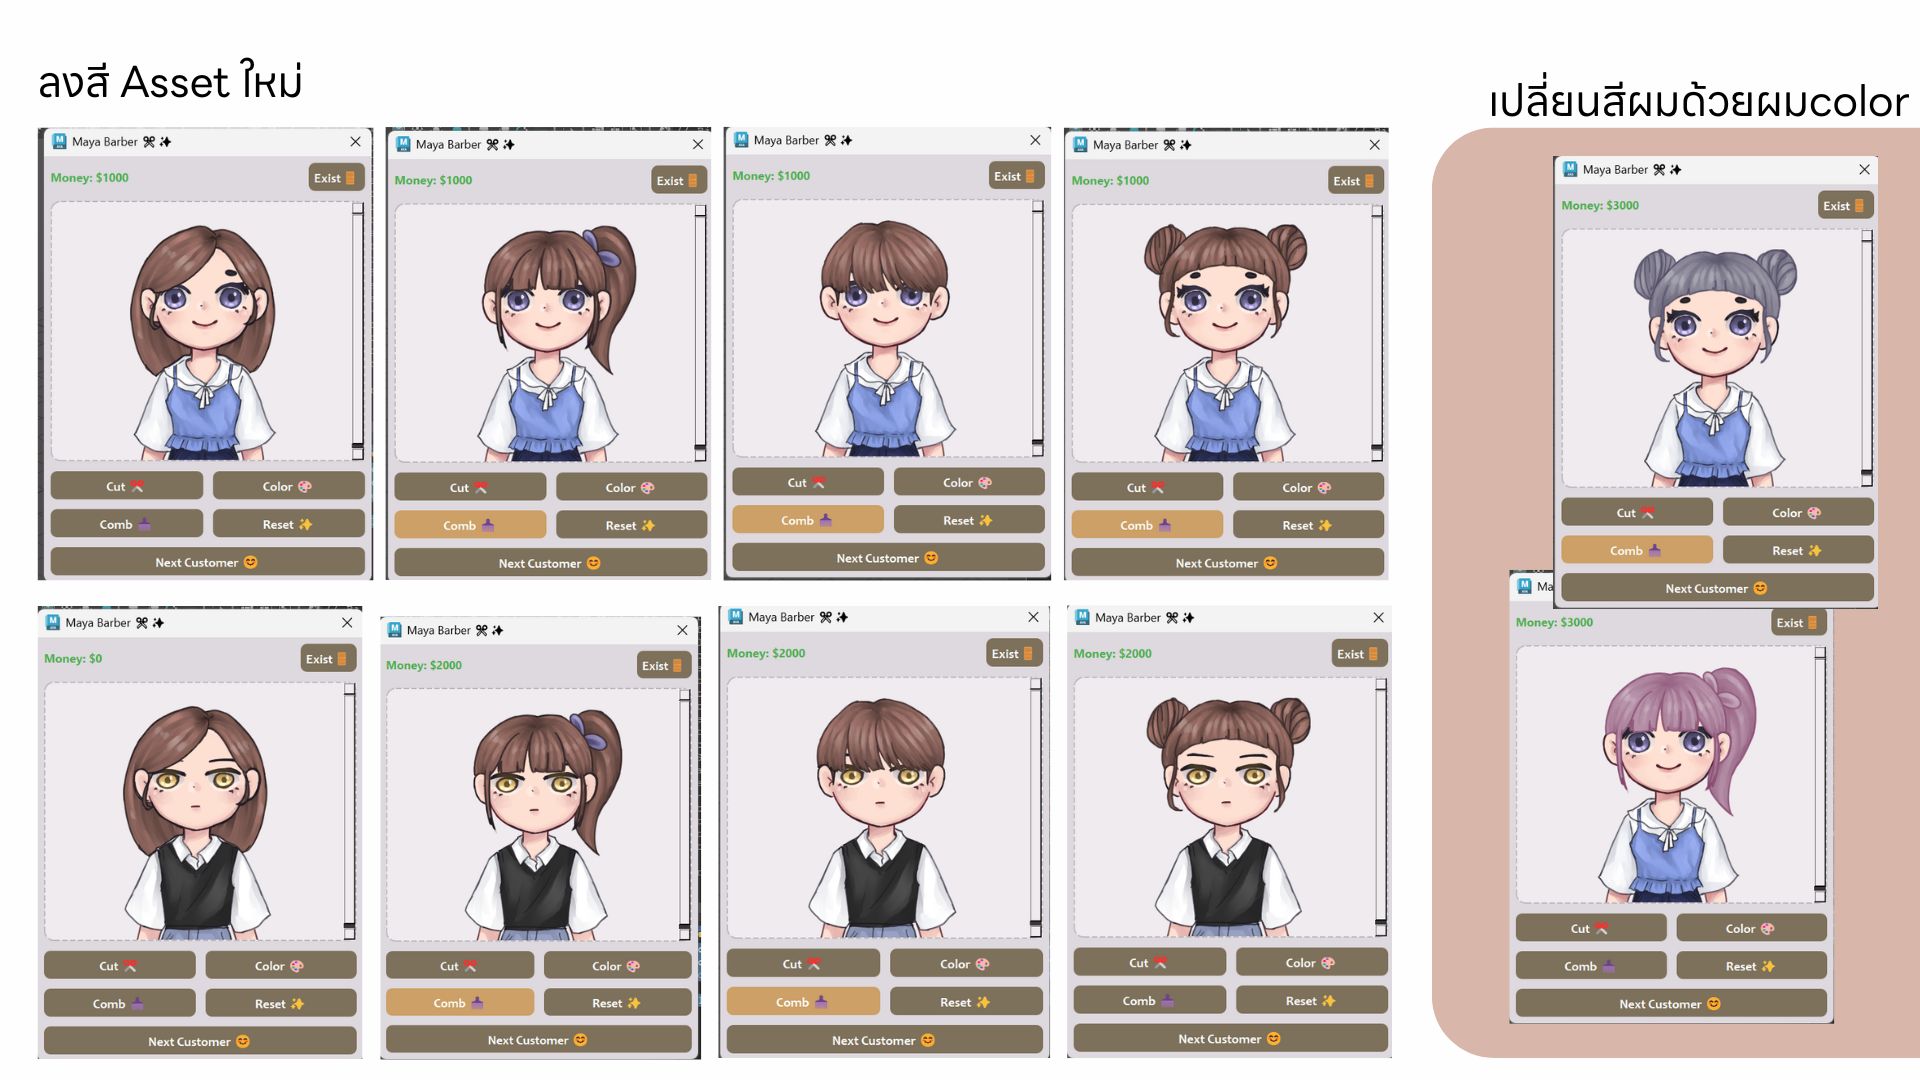 ลงสี Asset ใหม่
เปลี่ยนสีผมด้วยผมcolor
Maya Barber ✂✨
Money: $1000
Exist 🚪
Cut
Color 🎨
Comb
Reset ✨
Next Customer 😊
Maya Barber ✂✨
Money: $1000
Exist 🚪
Cut
Color 🎨
Comb
Reset ✨
Next Customer 😊
Maya Barber ✂✨
Money: $1000
Exist 🚪
Cut
Color 🎨
Comb
Reset ✨
Next Customer 😊
Maya Barber ✂✨
Money: $1000
Exist 🚪
Cut
Color 🎨
Comb
Reset ✨
Next Customer 😊
Maya Barber ✂✨
Money: $0
Exist 🚪
Cut
Color 🎨
Comb
Reset ✨
Next Customer 😊
Maya Barber ✂✨
Money: $2000
Exist 🚪
Cut
Color 🎨
Comb
Reset ✨
Next Customer 😊
Maya Barber ✂✨
Money: $2000
Exist 🚪
Cut
Color 🎨
Comb
Reset ✨
Next Customer 😊
Maya Barber ✂✨
Money: $2000
Exist 🚪
Cut
Color 🎨
Comb
Reset ✨
Next Customer 😊
Maya Barber ✂✨
Money: $3000
Exist 🚪
Cut
Color 🎨
Comb
Reset ✨
Next Customer 😊
Ma
Money: $3000
Exist 🚪
Cut
Color 🎨
Comb
Reset ✨
Next Customer 😊